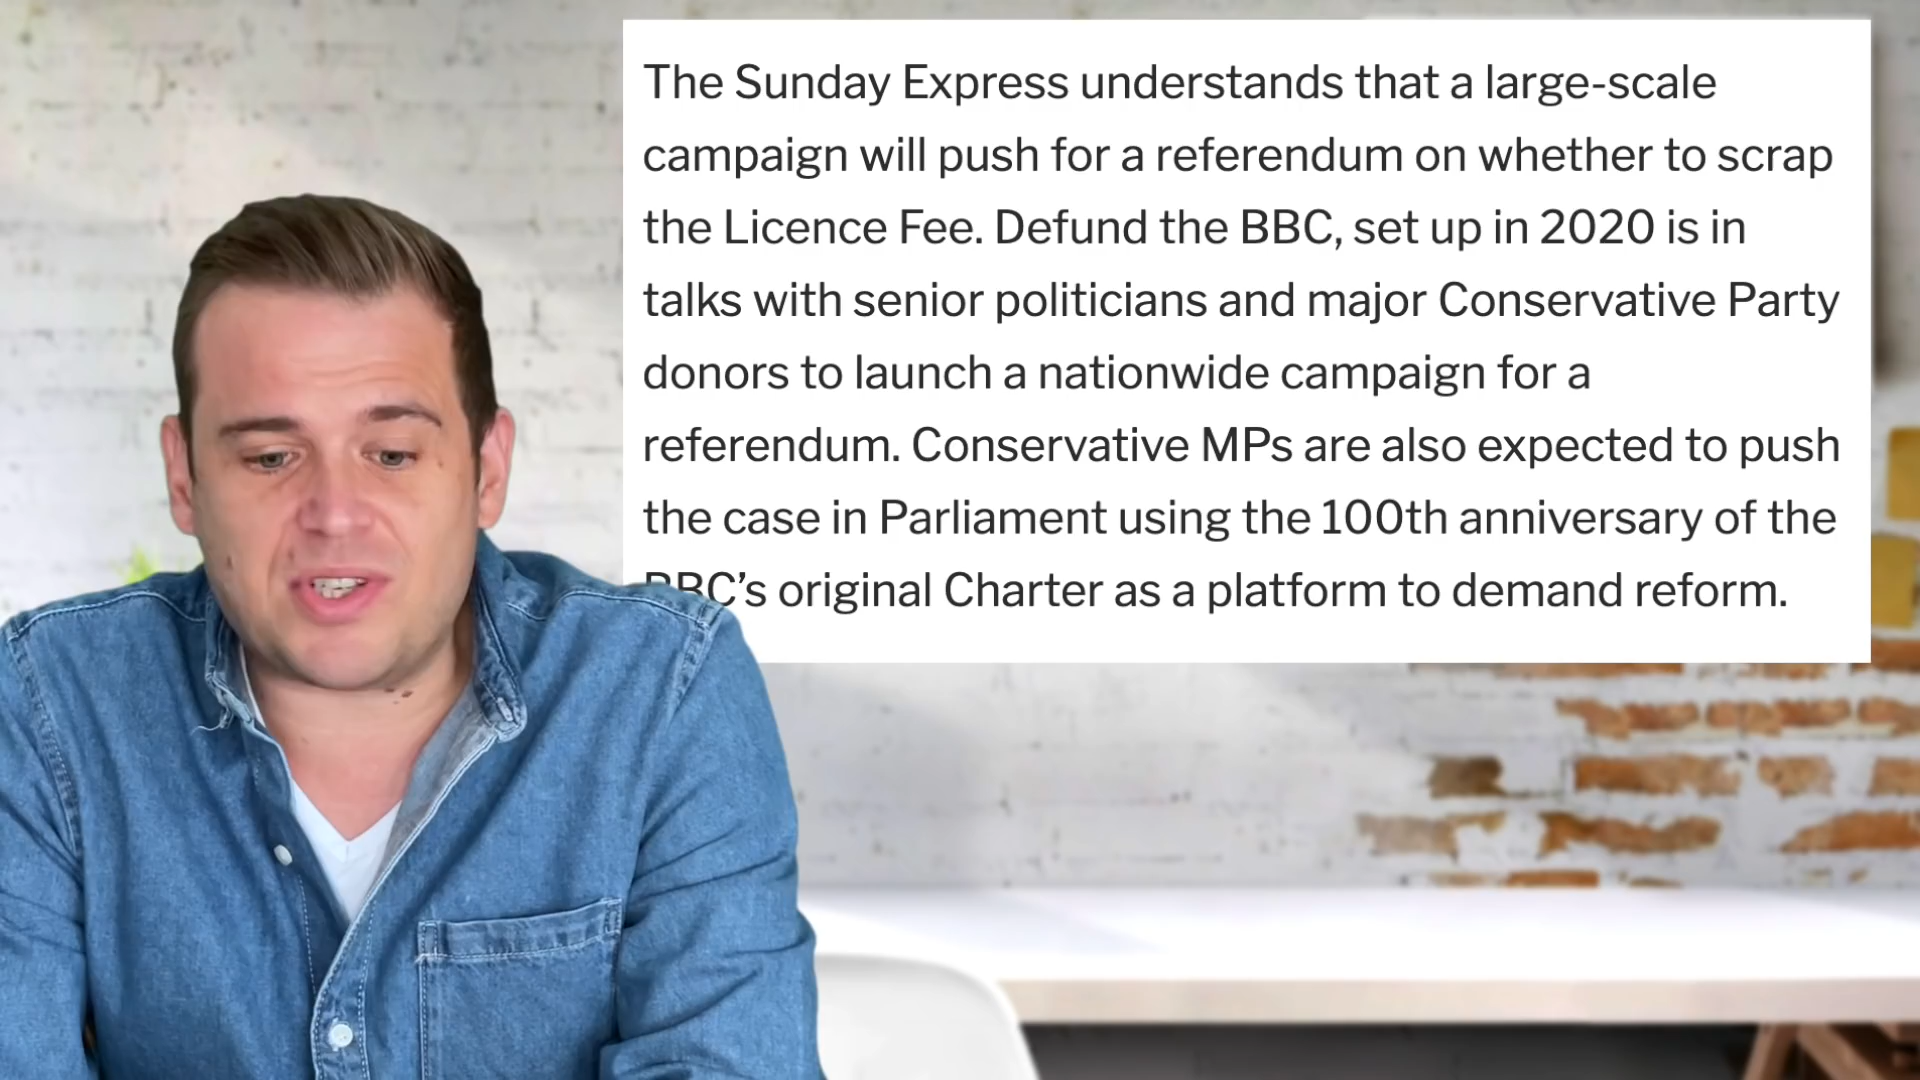 The Sunday Express understands that a large-scale
campaign will push for a referendum on whether to scrap
the Licence Fee. Defund the BBC, set up in 2020 is in
talks with senior politicians and major Conservative Party
donors to launch a nationwide campaign for a
referendum. Conservative MPs are also expected to push
the case in Parliament using the 100th anniversary of the
BBC’s original Charter as a platform to demand reform.